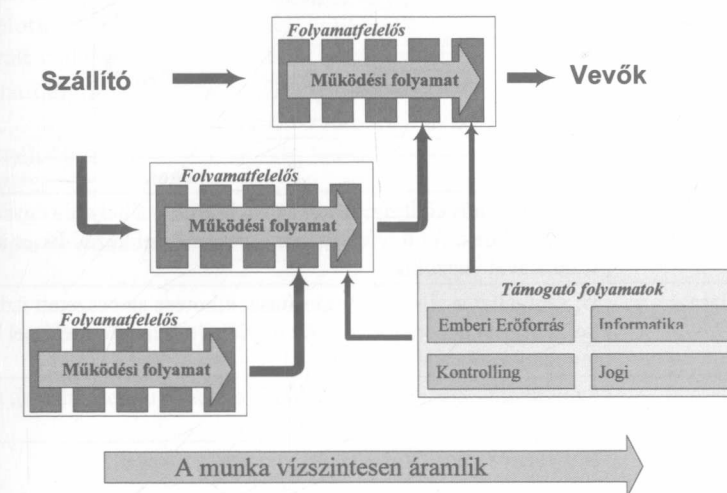 Folyamatfelelős
Szállító
Működési folyamat
Vevők
Folyamatfelelős
Működési folyamat
Támogató folyamatok
Emberi Erőforrás
Informatika
Folyamatfelelős
Működési folyamat
Kontrolling
Jogi
A munka vízszintesen áramlik